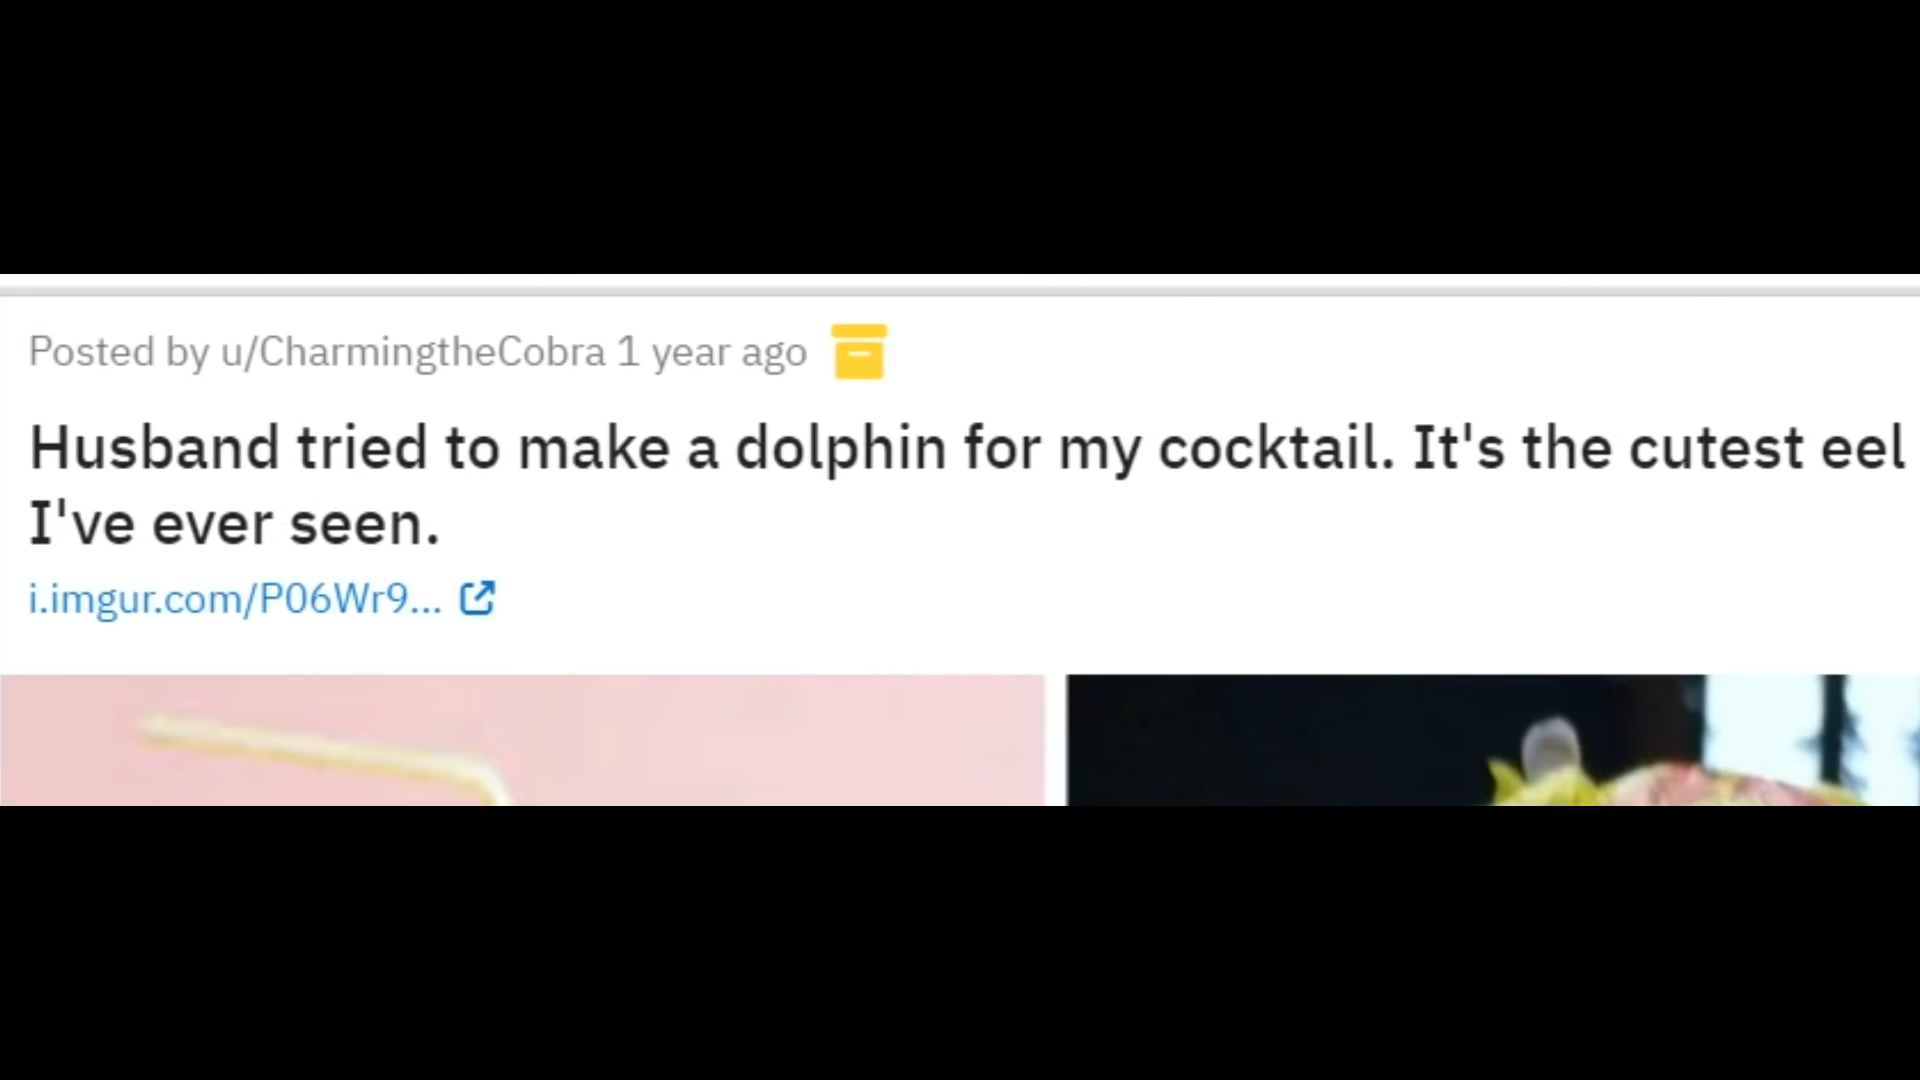 Posted by u/CharmingtheCobra 1 year ago
Husband tried to make a dolphin for my cocktail. It's the cutest eel
I've ever seen.
i.imgur.com/P06Wr9...